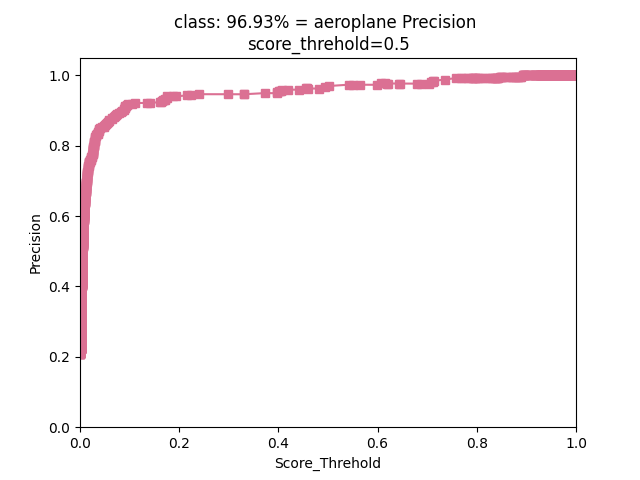 class: 96.93% = aeroplane Precision
score_threhold=0.5
Precision
1.0
0.8
0.6
0.4
0.2
0.0
0.0 0.2 0.4 0.6 0.8 1.0
Score_Threhold